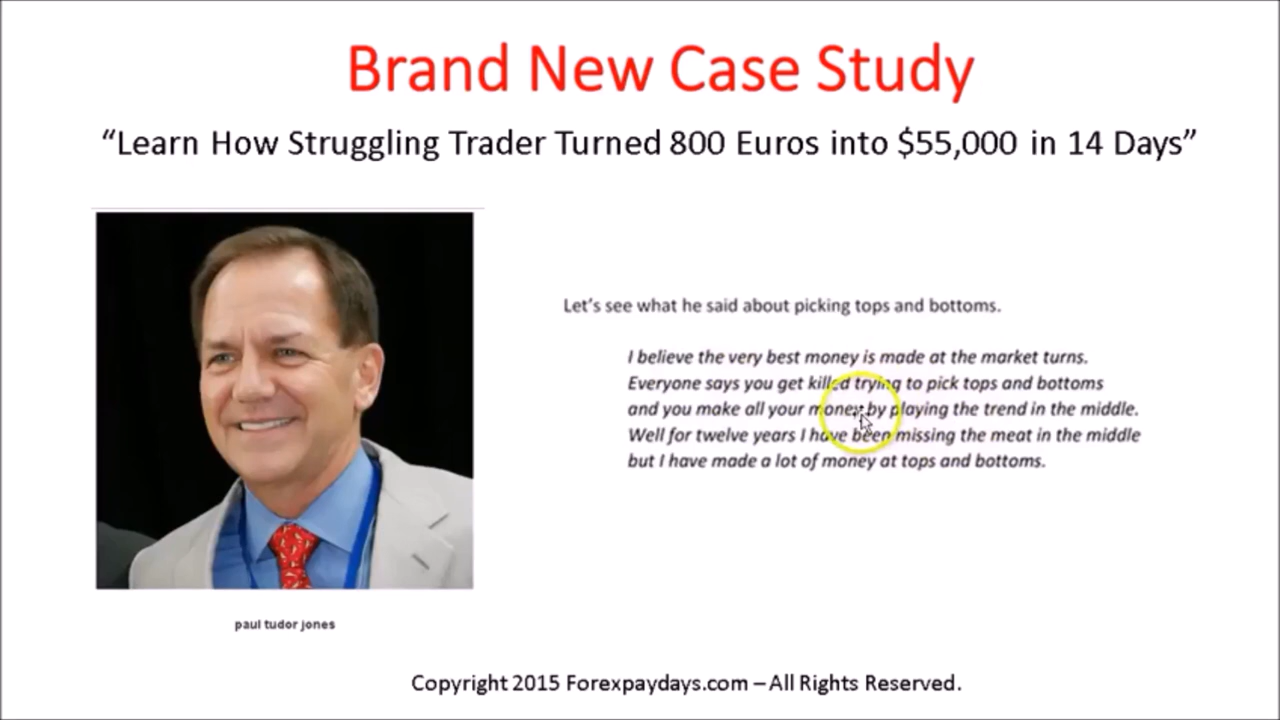 Brand New Case Study
“Learn How Struggling Trader Turned 800 Euros into $55,000 in 14 Days”
Let’s see what he said about picking tops and bottoms.
I believe the very best money is made at the market turns.
Everyone says you get killed trying to pick tops and bottoms
and you make all your money by playing the trend in the middle.
Well for twelve years I have been missing the meat in the middle
but I have made a lot of money at tops and bottoms.
paul tudor jones
Copyright 2015 Forexpaydays.com – All Rights Reserved.